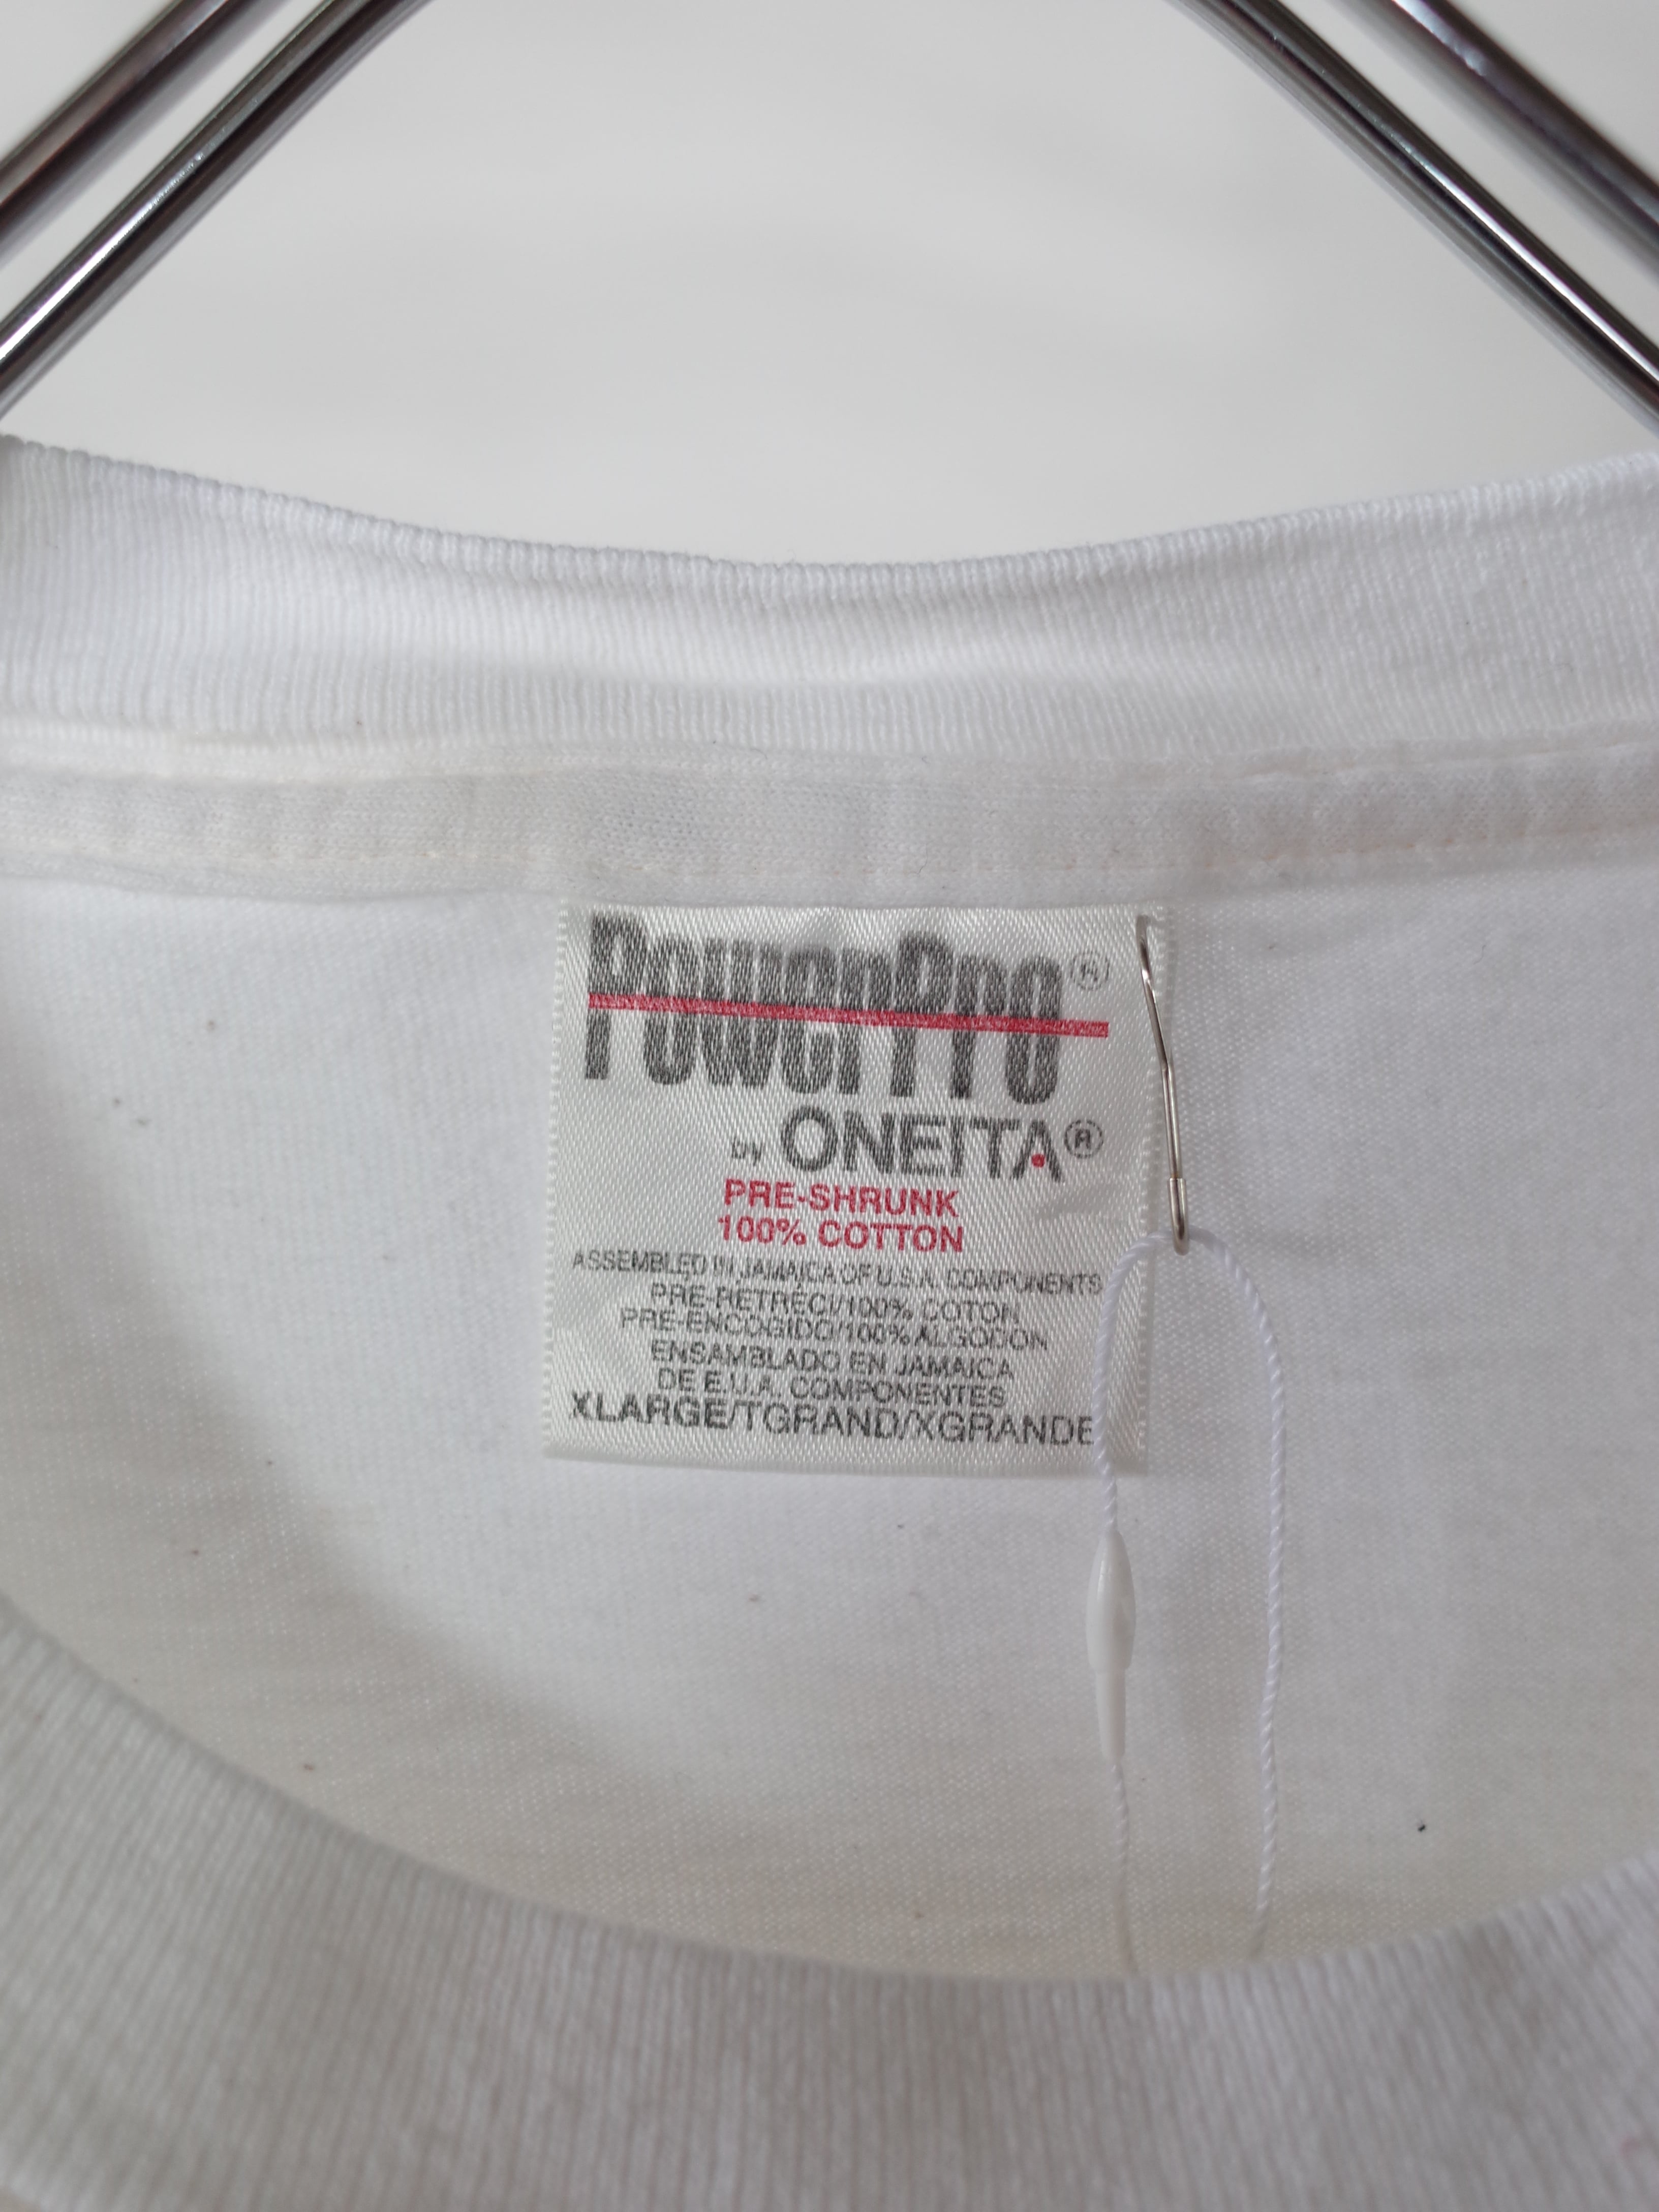 PowerPro®
by ONEITA®
PRE-SHRUNK
100% COTTON
ASSEMBLED IN JAMAICA OF U.S.A. COMPONENTS
PRE-RETRECI/100% COTON
PRE-ENCOGIDO/100% ALGODON
ENSAMBLADO EN JAMAICA
DE E.U.A. COMPONENTES
XLARGE/TGRAND/XGRANDE